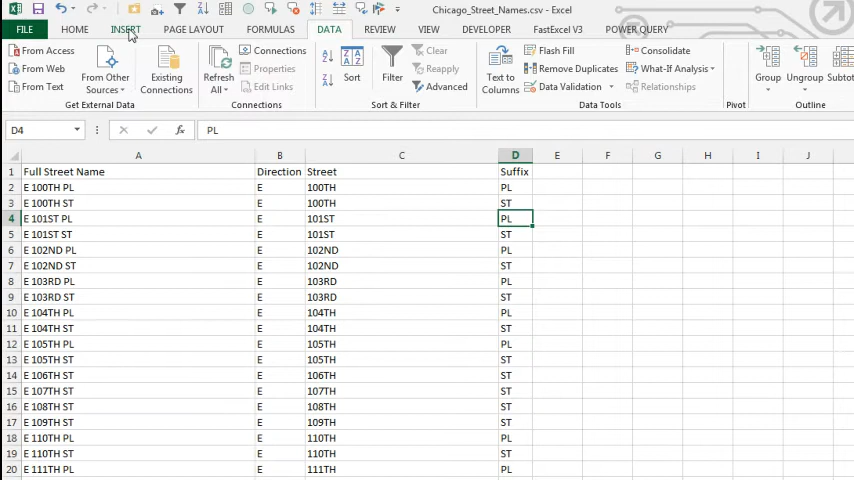 Chicago_Street_Names.csv - Excel
FILE HOME INSERT PAGE LAYOUT FORMULAS DATA REVIEW VIEW DEVELOPER FastExcel V3 POWER QUERY
From Access
From Web
From Text
From Other Sources
Existing Connections
Get External Data
Refresh All
Connections
Properties
Edit Links
Connections
Sort
Filter
Clear
Reapply
Advanced
Sort & Filter
Text to Columns
Flash Fill
Remove Duplicates
Data Validation
Consolidate
What-If Analysis
Relationships
Data Tools
Pivot
Group
Ungroup
Subtot
Outline
D4 fx PL
A B C D E F G H I J
1 Full Street Name Direction Street Suffix
2 E 100TH PL E 100TH PL
3 E 100TH ST E 100TH ST
4 E 101ST PL E 101ST PL
5 E 101ST ST E 101ST ST
6 E 102ND PL E 102ND PL
7 E 102ND ST E 102ND ST
8 E 103RD PL E 103RD PL
9 E 103RD ST E 103RD ST
10 E 104TH PL E 104TH PL
11 E 104TH ST E 104TH ST
12 E 105TH PL E 105TH PL
13 E 105TH ST E 105TH ST
14 E 106TH ST E 106TH ST
15 E 107TH ST E 107TH ST
16 E 108TH ST E 108TH ST
17 E 109TH ST E 109TH ST
18 E 110TH PL E 110TH PL
19 E 110TH ST E 110TH ST
20 E 111TH PL E 111TH PL